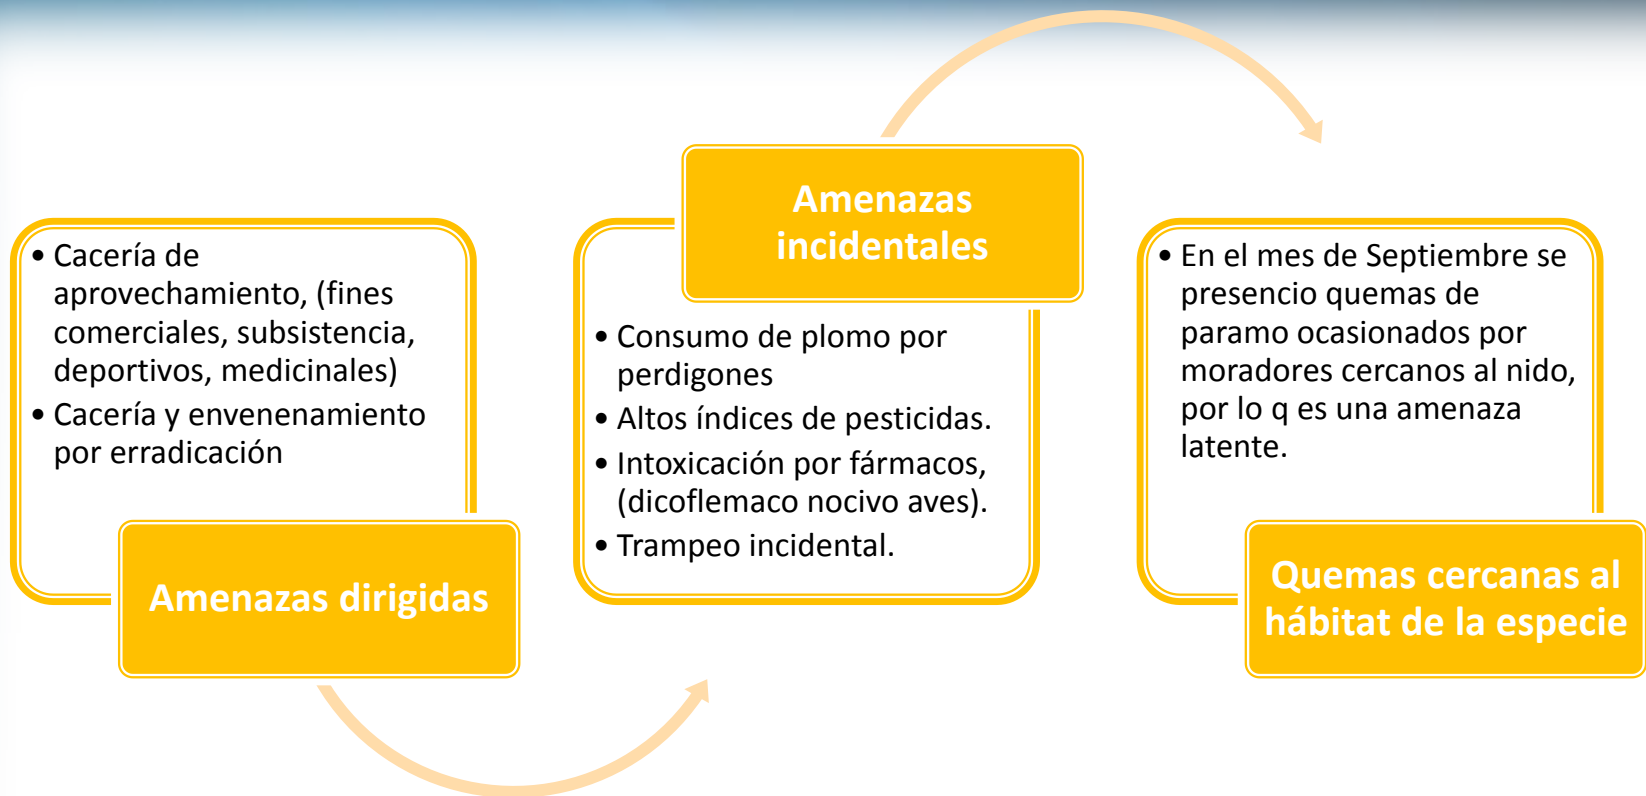 • Cacería de
aprovechamiento, (fines
comerciales, subsistencia,
deportivos, medicinales)
• Cacería y envenenamiento
por erradicación
Amenazas dirigidas
Amenazas
incidentales
• Consumo de plomo por
perdigones
• Altos índices de pesticidas.
• Intoxicación por fármacos,
(dicoflemaco nocivo aves).
• Trampeo incidental.
• En el mes de Septiembre se
presencio quemas de
paramo ocasionados por
moradores cercanos al nido,
por lo q es una amenaza
latente.
Quemas cercanas al
hábitat de la especie